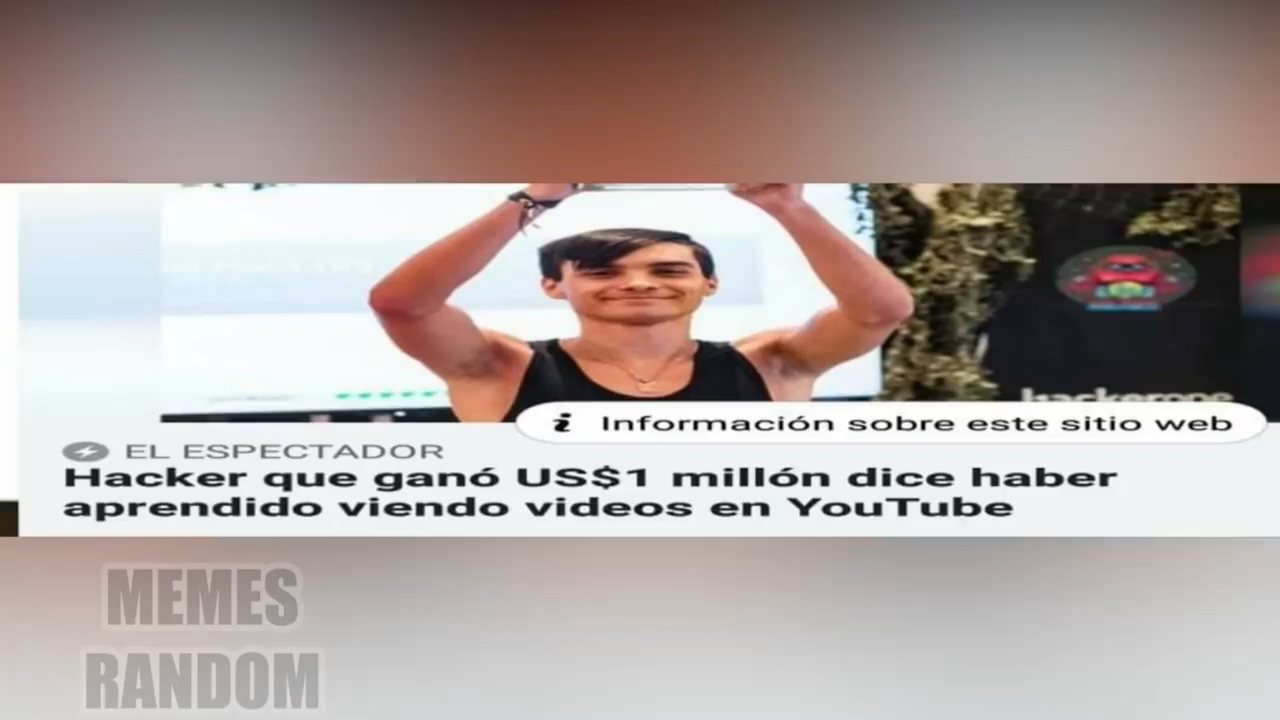 hackerone
Información sobre este sitio web
EL ESPECTADOR
Hacker que ganó US$1 millón dice haber
aprendido viendo videos en YouTube
MEMES
RANDOM